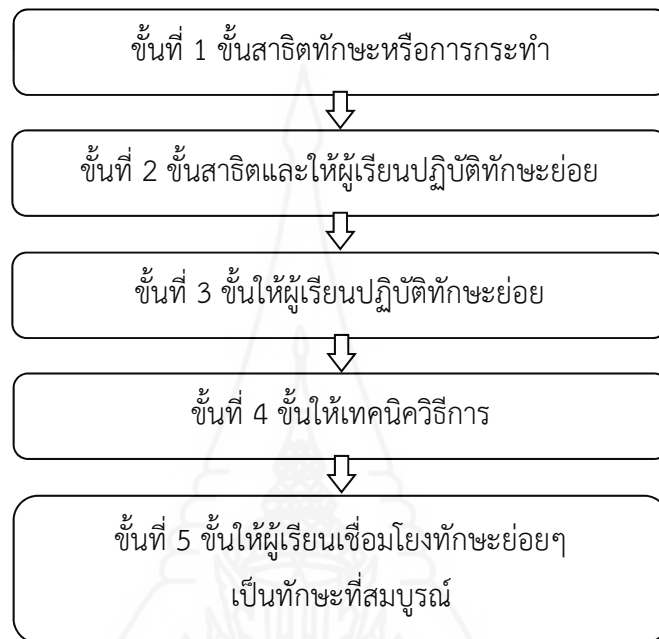 ขั้นที่ 1 ขั้นสาธิตทักษะหรือการกระทำ
ขั้นที่ 2 ขั้นสาธิตและให้ผู้เรียนปฏิบัติทักษะย่อย
ขั้นที่ 3 ขั้นให้ผู้เรียนปฏิบัติทักษะย่อย
ขั้นที่ 4 ขั้นให้เทคนิควิธีการ
ขั้นที่ 5 ขั้นให้ผู้เรียนเชื่อมโยงทักษะย่อยๆ
เป็นทักษะที่สมบูรณ์